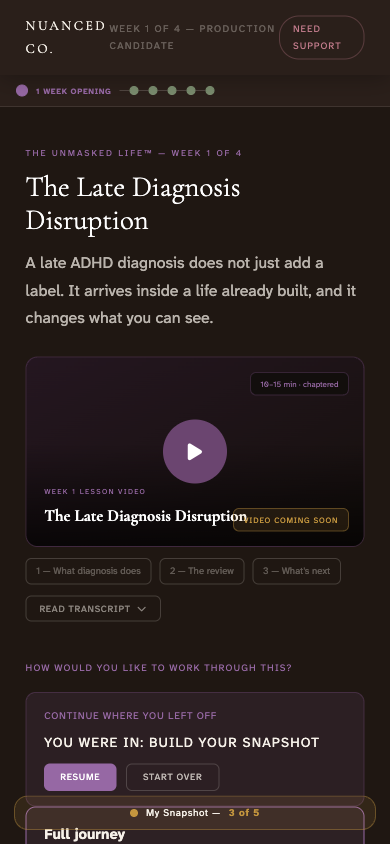 NUANCED
CO.
WEEK 1 OF 4 — PRODUCTION
CANDIDATE
NEED
SUPPORT
1 WEEK OPENING
THE UNMASKED LIFE™ — WEEK 1 OF 4
The Late Diagnosis
Disruption
A late ADHD diagnosis does not just add a
label. It arrives inside a life already built, and it
changes what you can see.
10–15 min · chaptered
WEEK 1 LESSON VIDEO
The Late Diagnosis Disruption
VIDEO COMING SOON
1 — What diagnosis does
2 — The review
3 — What's next
READ TRANSCRIPT
HOW WOULD YOU LIKE TO WORK THROUGH THIS?
CONTINUE WHERE YOU LEFT OFF
YOU WERE IN: BUILD YOUR SNAPSHOT
RESUME
START OVER
My Snapshot — 3 of 5
Full journey